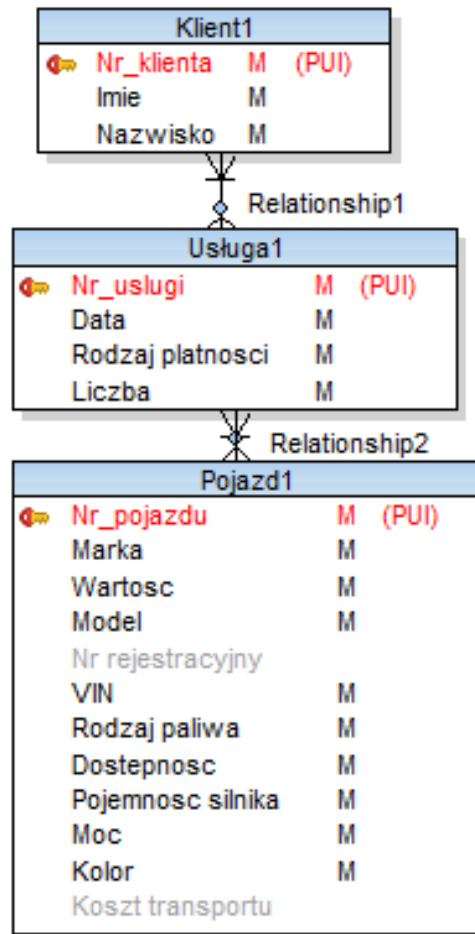 Klient1
Nr_klienta M (PUI)
Imie M
Nazwisko M
Relationship1
Usługa1
Nr_uslugi M (PUI)
Data M
Rodzaj platnosci M
Liczba M
Relationship2
Pojazd1
Nr_pojazdu M (PUI)
Marka M
Wartosc M
Model M
Nr rejestracyjny
VIN M
Rodzaj paliwa M
Dostepnosc M
Pojemnosc silnika M
Moc M
Kolor M
Koszt transportu